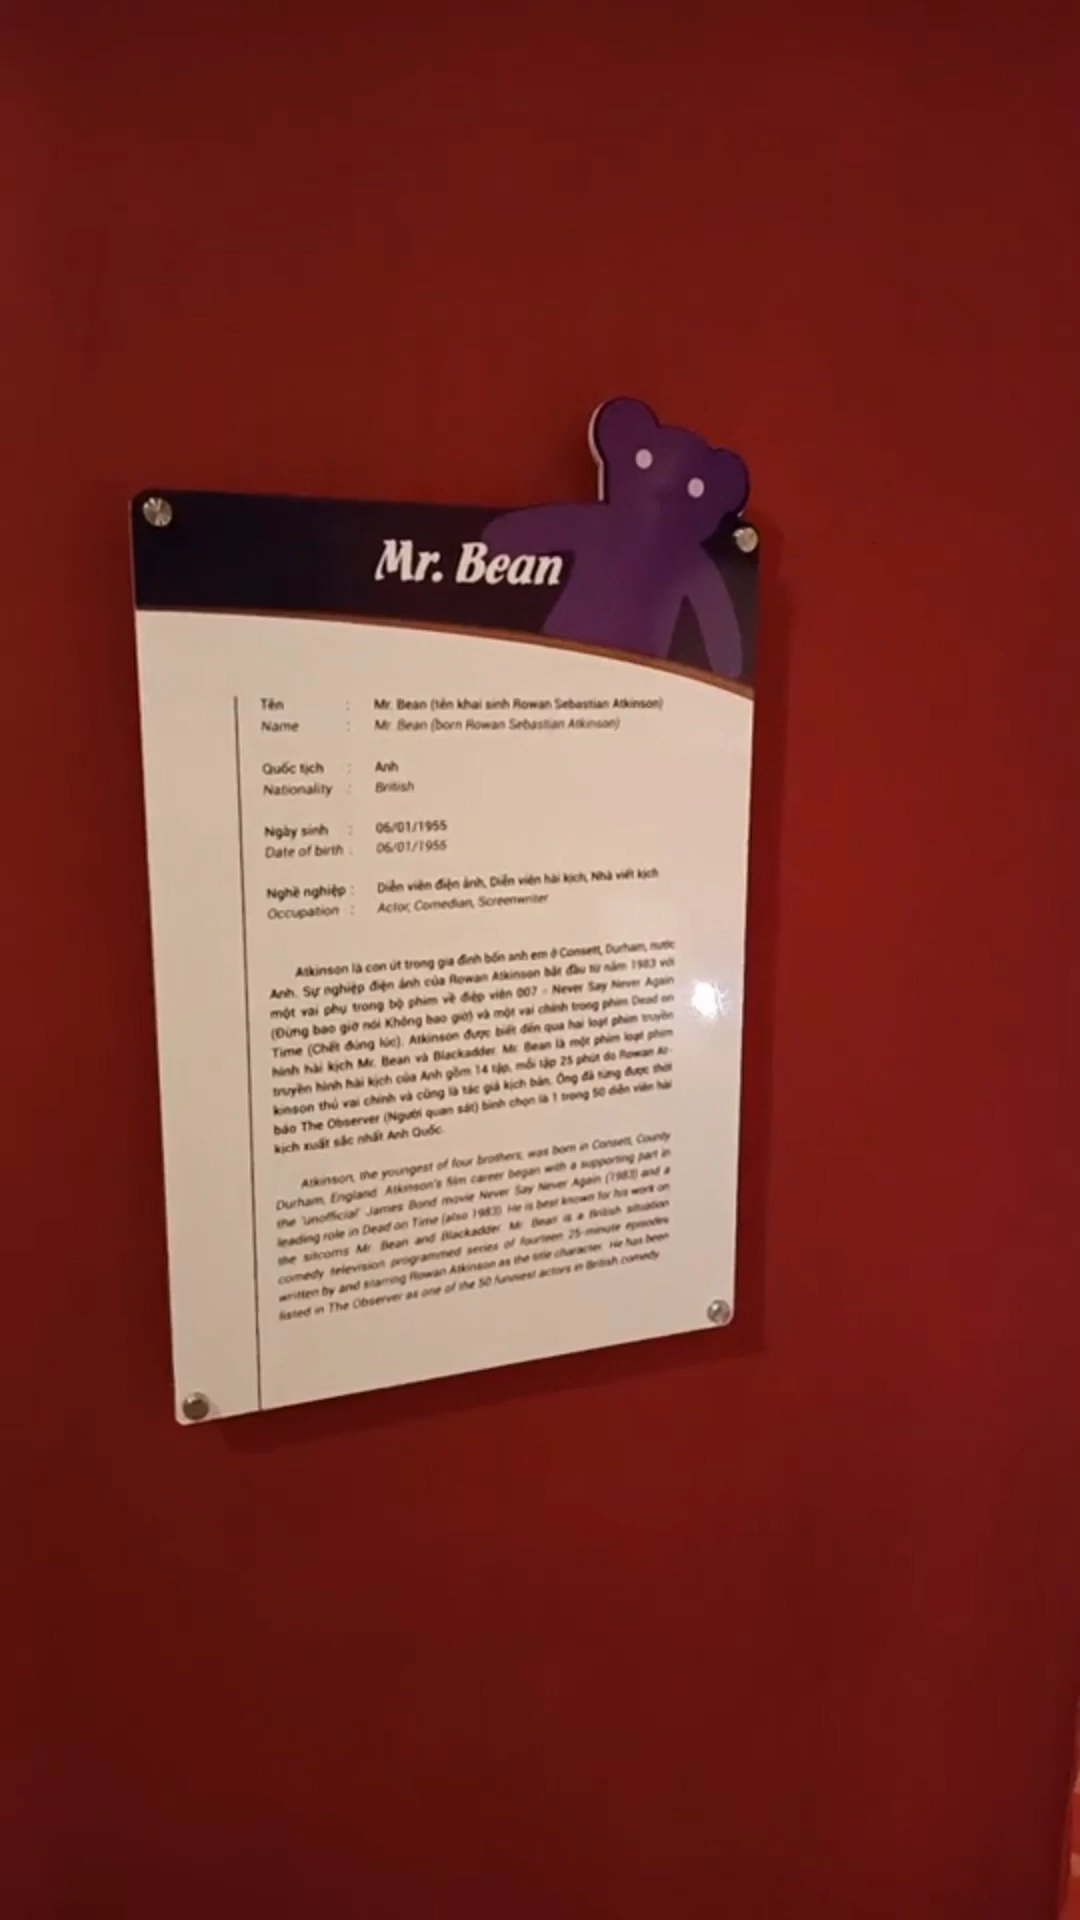 Mr. Bean
Tên : Mr. Bean (tên khai sinh Rowan Sebastian Atkinson)
Name : Mr. Bean (born Rowan Sebastian Atkinson)
Quốc tịch : Anh
Nationality : British
Ngày sinh : 06/01/1955
Date of birth : 06/01/1955
Nghề nghiệp : Diễn viên điện ảnh, Diễn viên hài kịch, Nhà viết kịch
Occupation : Actor, Comedian, Screenwriter
Atkinson là con út trong gia đình bốn anh em ở Consett, Durham, nước
Anh. Sự nghiệp điện ảnh của Rowan Atkinson bắt đầu từ năm 1983 với
một vai phụ trong bộ phim về điệp viên 007 - Never Say Never Again
(Đừng bao giờ nói Không bao giờ) và một vai chính trong phim Dead on
Time (Chết đúng lúc). Atkinson được biết đến qua hai loạt phim truyền
hình hài kịch Mr. Bean và Blackadder. Mr. Bean là một phim loạt phim
truyền hình hài kịch của Anh gồm 14 tập, mỗi tập 25 phút do Rowan At-
kinson thủ vai chính và cũng là tác giả kịch bản. Ông đã từng được thời
báo The Observer (Người quan sát) bình chọn là 1 trong 50 diễn viên hài
kịch xuất sắc nhất Anh Quốc.
Atkinson, the youngest of four brothers, was born in Consett, County
Durham, England. Atkinson's film career began with a supporting part in
the 'unofficial' James Bond movie Never Say Never Again (1983) and a
leading role in Dead on Time (also 1983). He is best known for his work on
the sitcoms Mr. Bean and Blackadder. Mr. Bean is a British situation
comedy television programmed series of fourteen 25-minute episodes
written by and starring Rowan Atkinson as the title character. He has been
listed in The Observer as one of the 50 funniest actors in British comedy.